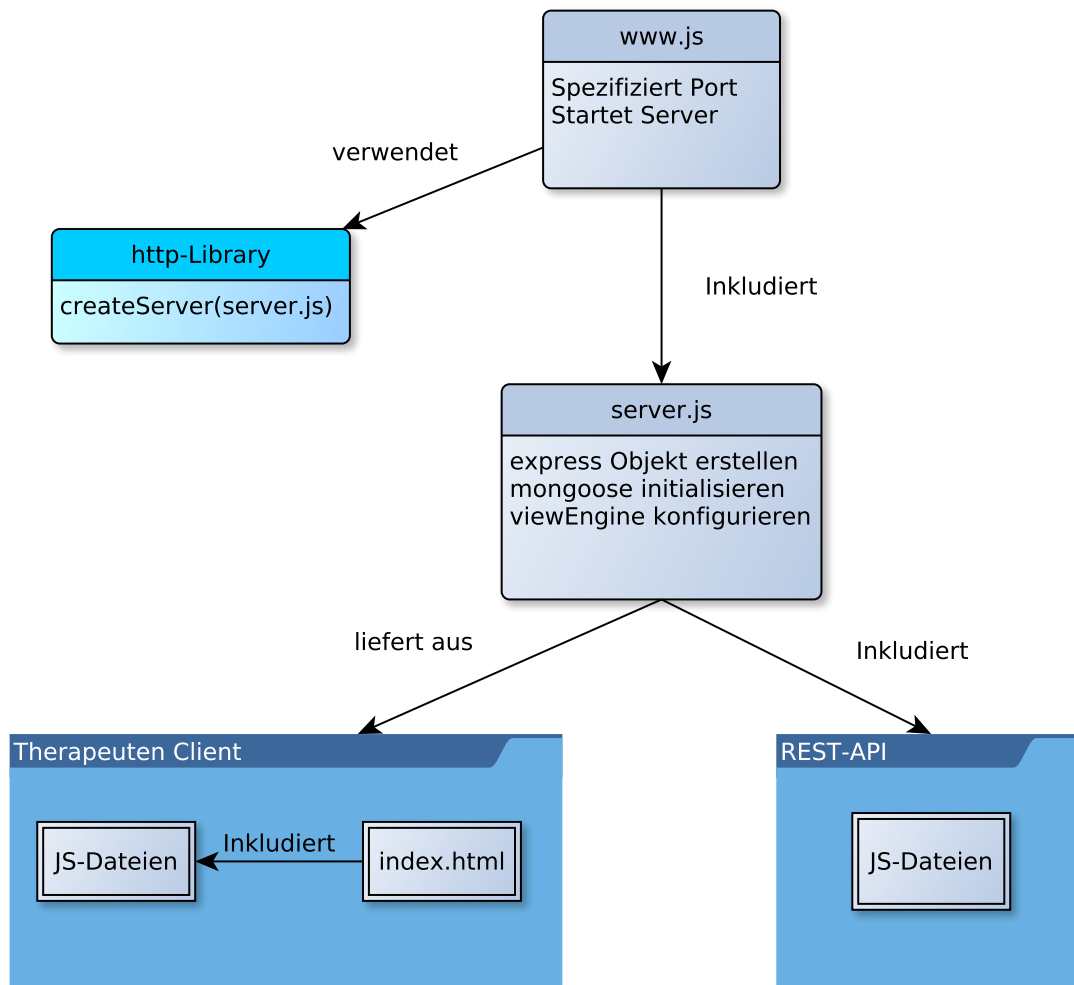 www.js
Spezifiziert Port
Startet Server
verwendet
http-Library
createServer(server.js)
Inkludiert
server.js
express Objekt erstellen
mongoose initialisieren
viewEngine konfigurieren
liefert aus
Inkludiert
Therapeuten Client
REST-API
JS-Dateien
Inkludiert
index.html
JS-Dateien